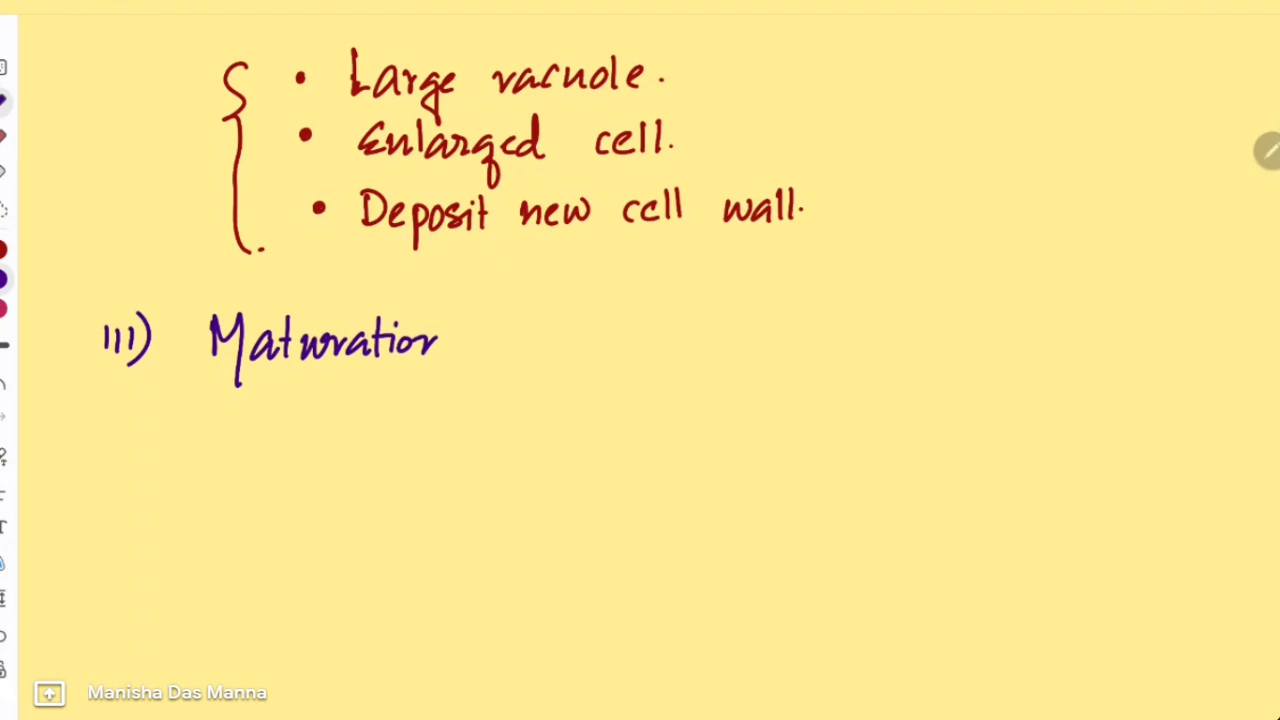 • Large vacuole.
• Enlarged cell.
• Deposit new cell wall.
III) Maturation
Manisha Das Manna